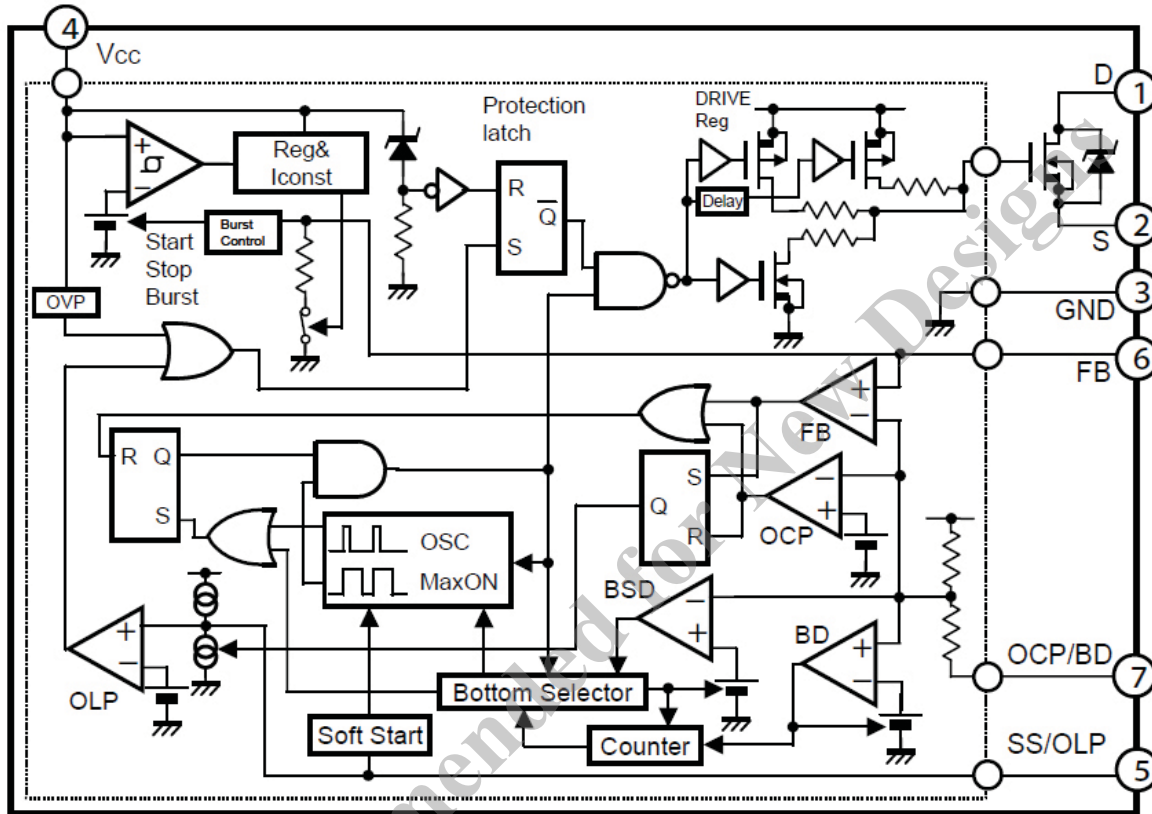 4
Vcc
D
1
DRIVE
Reg
Protection
latch
+
−
Reg&
Iconst
R
Q
S
Delay
2
S
Burst
Control
Start
Stop
Burst
OVP
3
GND
6
FB
+
−
FB
R
Q
S
S
Q
R
−
+
OCP
OSC
MaxON
BSD
−
+
BD
+
−
OCP/BD
7
+
−
OLP
Bottom Selector
Soft Start
Counter
SS/OLP
5
mended for New Designs